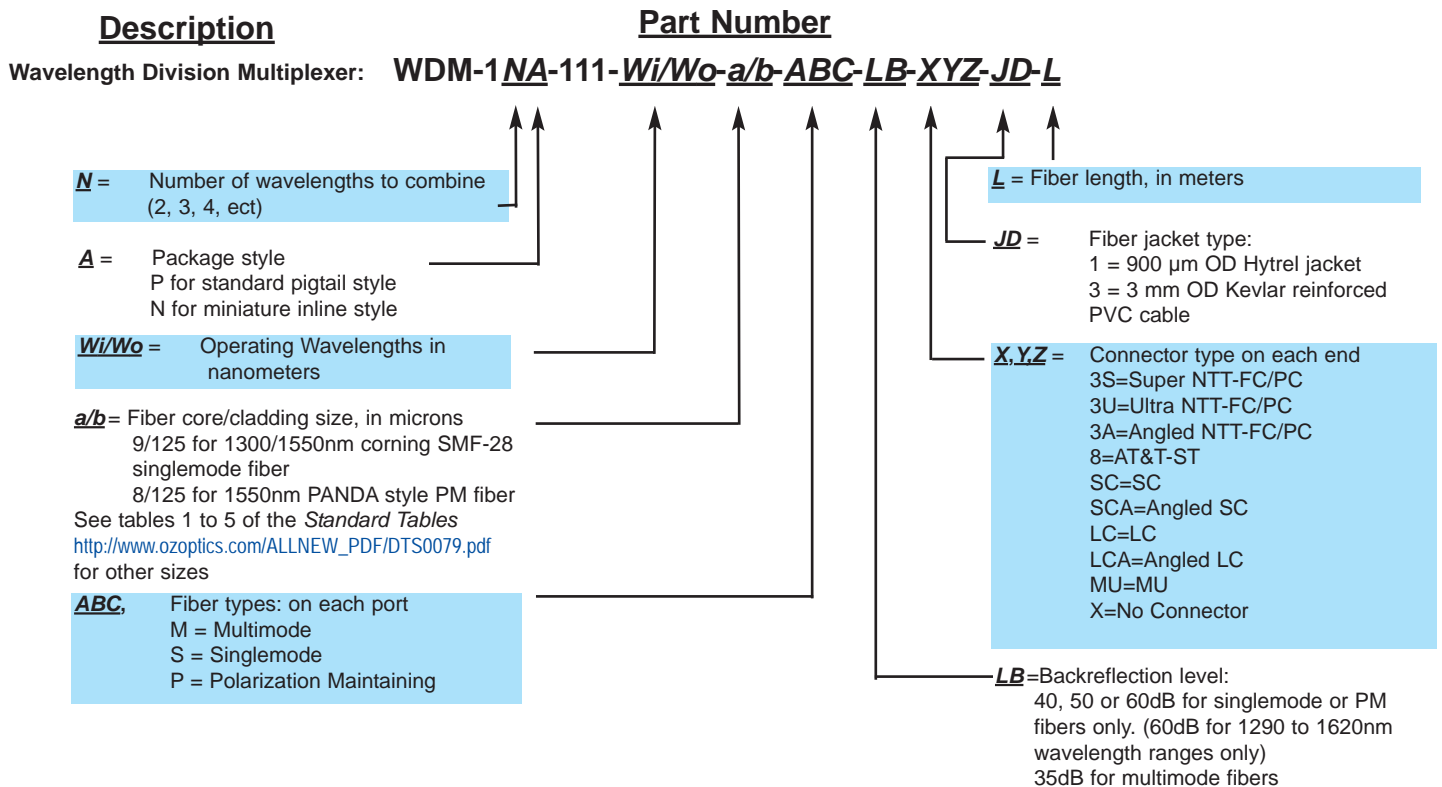 Description
Part Number
Wavelength Division Multiplexer: WDM-1NA-111-Wi/Wo-a/b-ABC-LB-XYZ-JD-L
N = Number of wavelengths to combine
(2, 3, 4, ect)
A = Package style
P for standard pigtail style
N for miniature inline style
Wi/Wo = Operating Wavelengths in
nanometers
a/b= Fiber core/cladding size, in microns
9/125 for 1300/1550nm corning SMF-28
singlemode fiber
8/125 for 1550nm PANDA style PM fiber
See tables 1 to 5 of the Standard Tables
http://www.ozoptics.com/ALLNEW_PDF/DTS0079.pdf
for other sizes
ABC, Fiber types: on each port
M = Multimode
S = Singlemode
P = Polarization Maintaining
L = Fiber length, in meters
JD = Fiber jacket type:
1 = 900 µm OD Hytrel jacket
3 = 3 mm OD Kevlar reinforced
PVC cable
X,Y,Z = Connector type on each end
3S=Super NTT-FC/PC
3U=Ultra NTT-FC/PC
3A=Angled NTT-FC/PC
8=AT&T-ST
SC=SC
SCA=Angled SC
LC=LC
LCA=Angled LC
MU=MU
X=No Connector
LB=Backreflection level:
40, 50 or 60dB for singlemode or PM
fibers only. (60dB for 1290 to 1620nm
wavelength ranges only)
35dB for multimode fibers